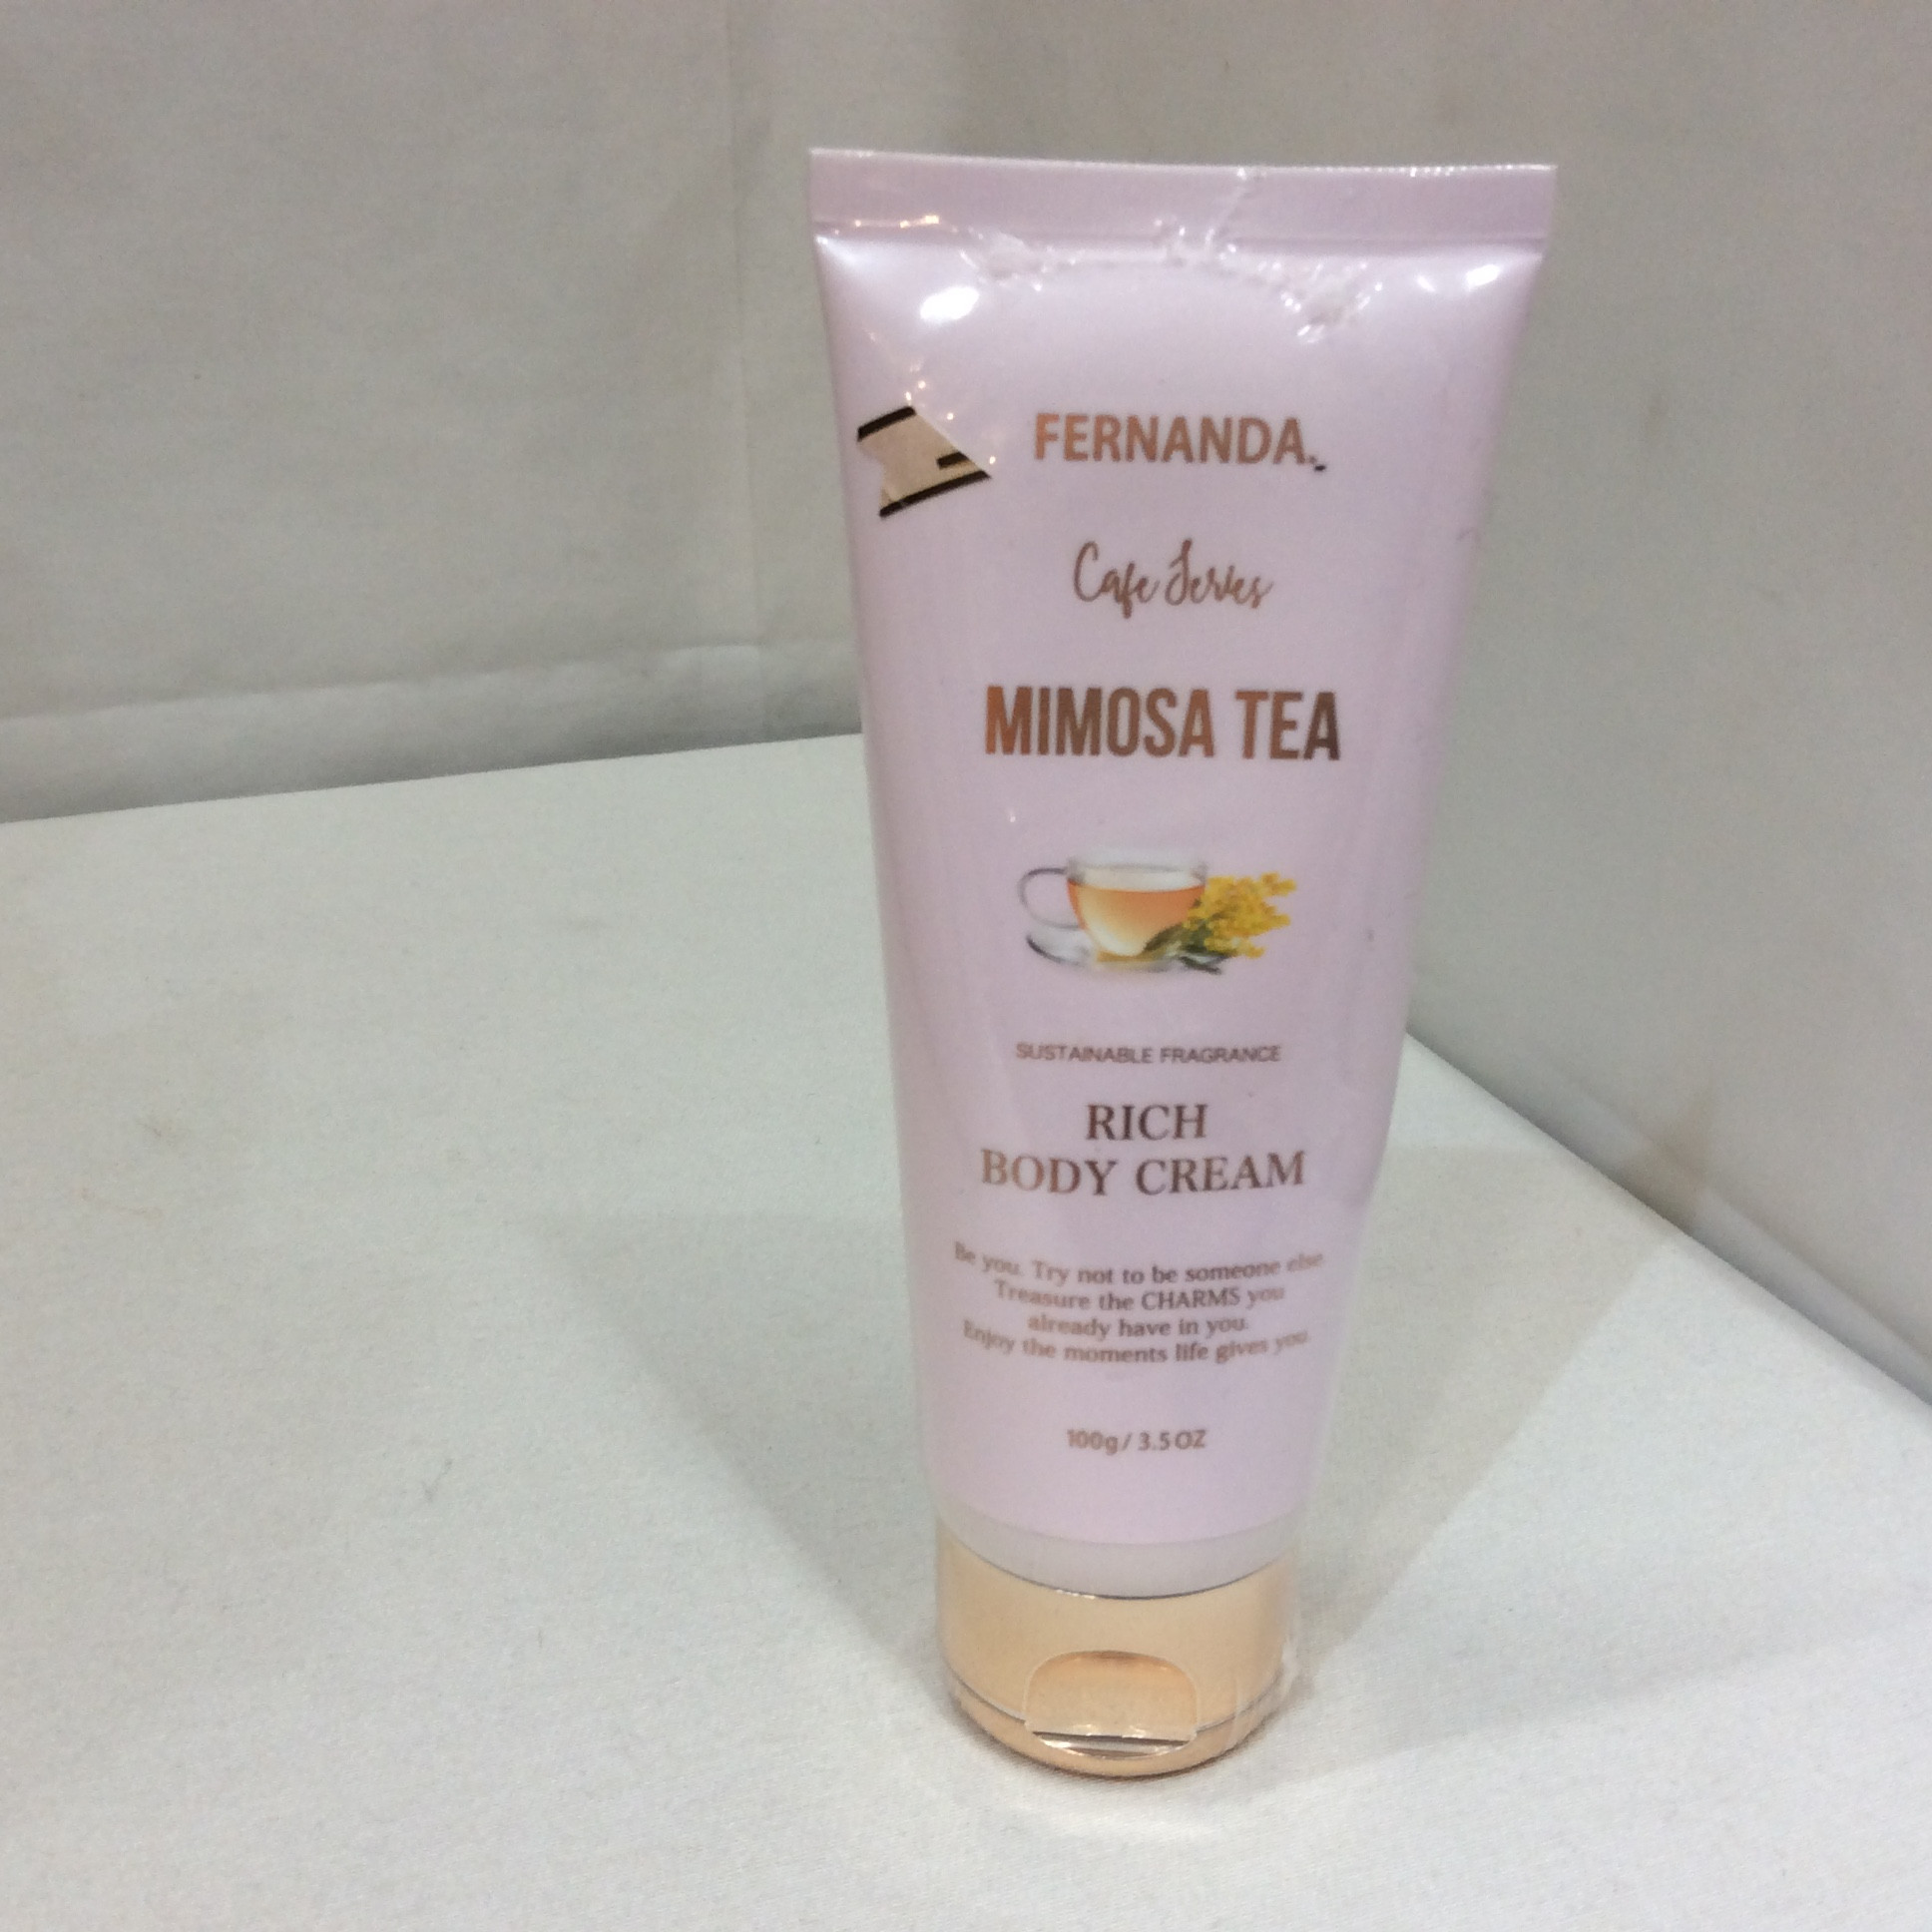 FERNANDA.
Cafe Series
MIMOSA TEA
SUSTAINABLE FRAGRANCE
RICH
BODY CREAM
Be you. Try not to be someone else
Treasure the CHARMS you
already have in you.
Enjoy the moments life gives you.
100g/ 3.5 OZ